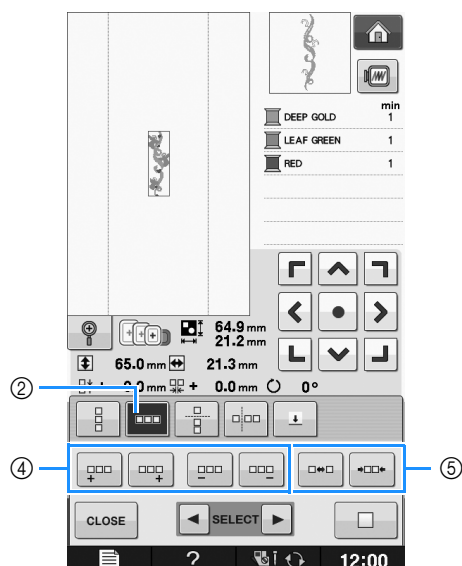 min
DEEP GOLD 1
LEAF GREEN 1
RED 1
64.9 mm
21.2 mm
65.0 mm 21.3 mm
+ 0.0 mm + 0.0 mm 0°
②
④
⑤
CLOSE SELECT
? 12:00